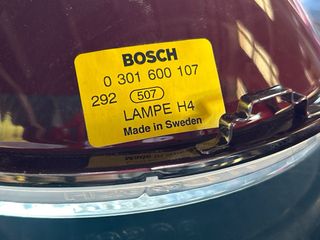 BOSCH
0 301 600 107
292 507
LAMPE H4
Made in Sweden